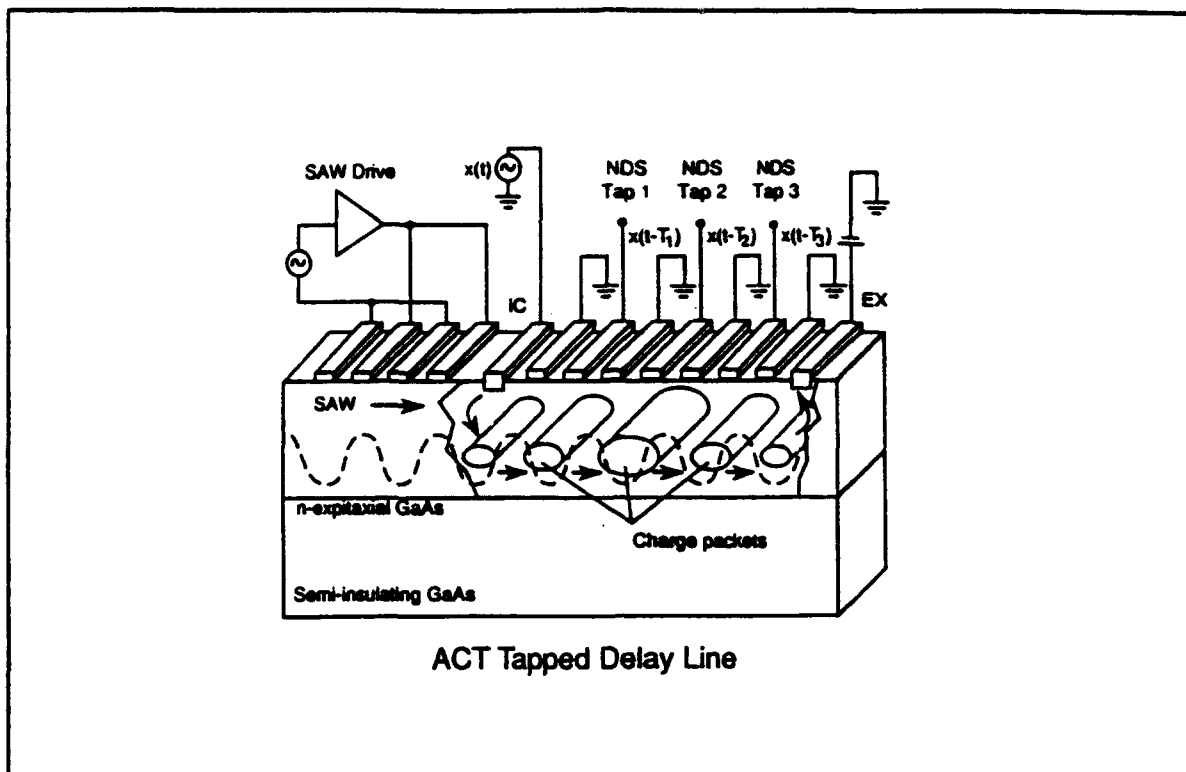 SAW Drive
x(t)
NDS
Tap 1
NDS
Tap 2
NDS
Tap 3
x(t-T₁)
x(t-T₂)
x(t-T₃)
IC
EX
SAW
n-expitaxial GaAs
Charge packets
Semi-insulating GaAs
ACT Tapped Delay Line